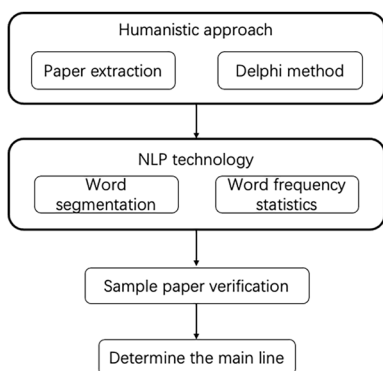 Humanistic approach
Paper extraction
Delphi method
NLP technology
Word
segmentation
Word frequency
statistics
Sample paper verification
Determine the main line